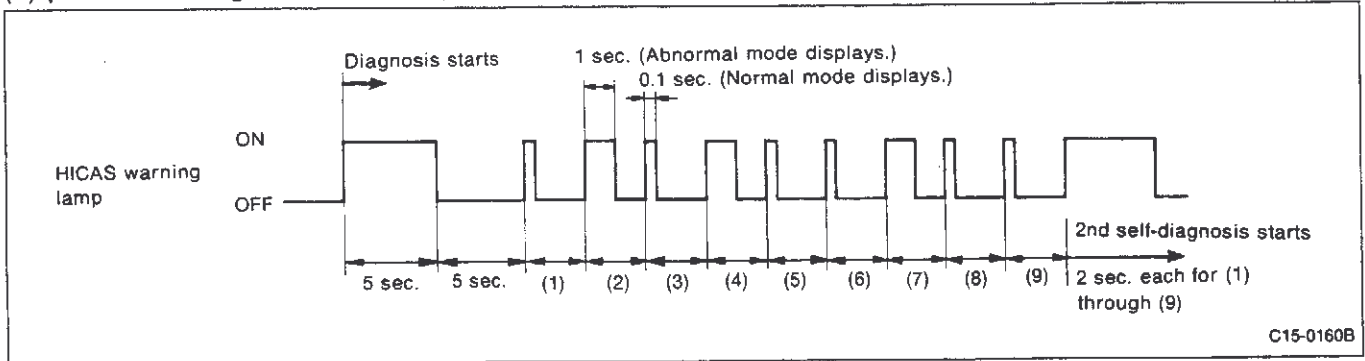 Diagnosis starts
1 sec. (Abnormal mode displays.)
0.1 sec. (Normal mode displays.)
ON
HICAS warning
lamp
OFF
2nd self-diagnosis starts
5 sec.
5 sec.
(1)
(2)
(3)
(4)
(5)
(6)
(7)
(8)
(9)
2 sec. each for (1)
through (9)
C15-0160B